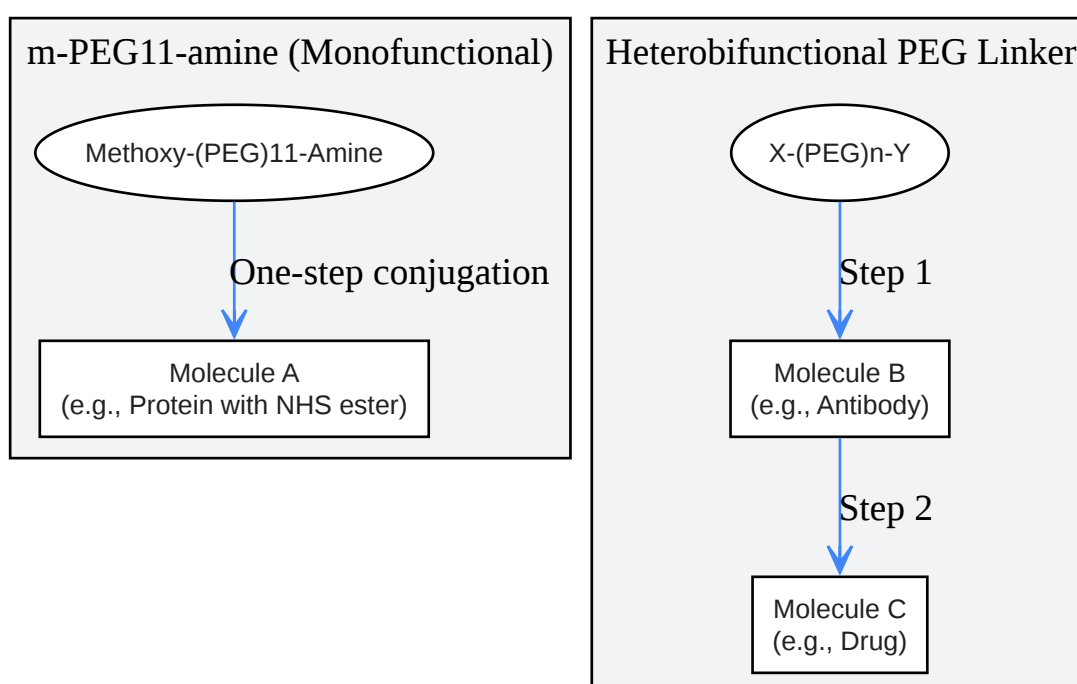 m-PEG11-amine (Monofunctional)
Methoxy-(PEG)11-Amine
One-step conjugation
Molecule A
(e.g., Protein with NHS ester)
Heterobifunctional PEG Linker
X-(PEG)n-Y
Step 1
Molecule B
(e.g., Antibody)
Step 2
Molecule C
(e.g., Drug)